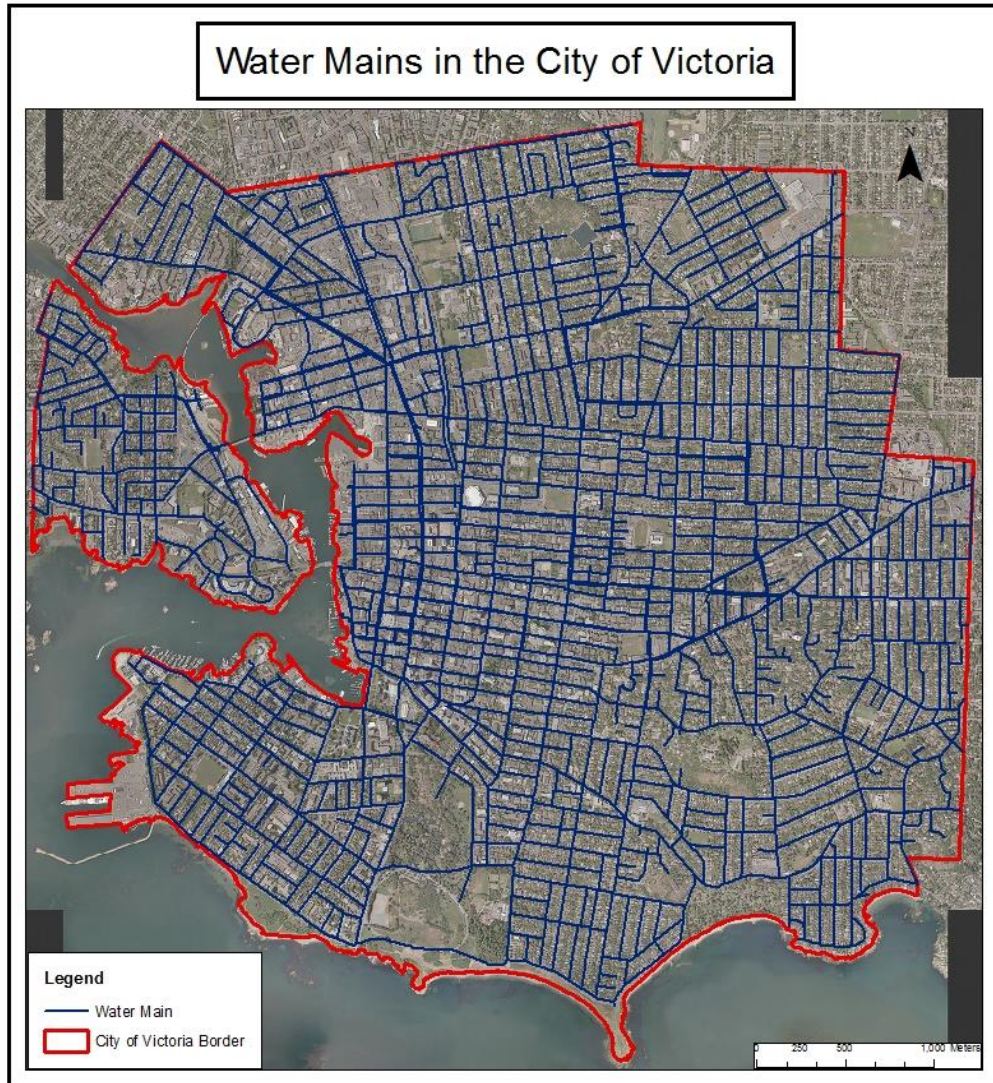 Water Mains in the City of Victoria
N
Legend
Water Main
City of Victoria Border
0 250 500 1,000 Meters